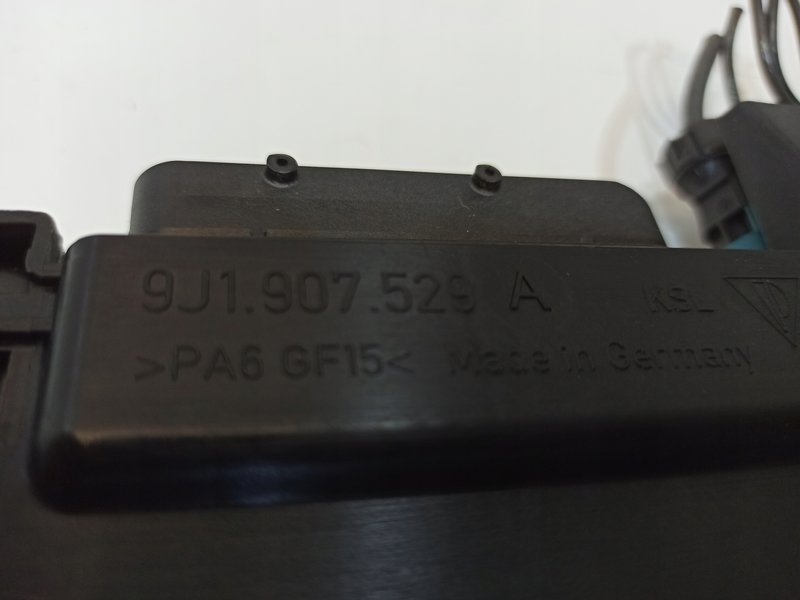 9J1.907.529 A KSL
>PA6 GF15< Made in Germany